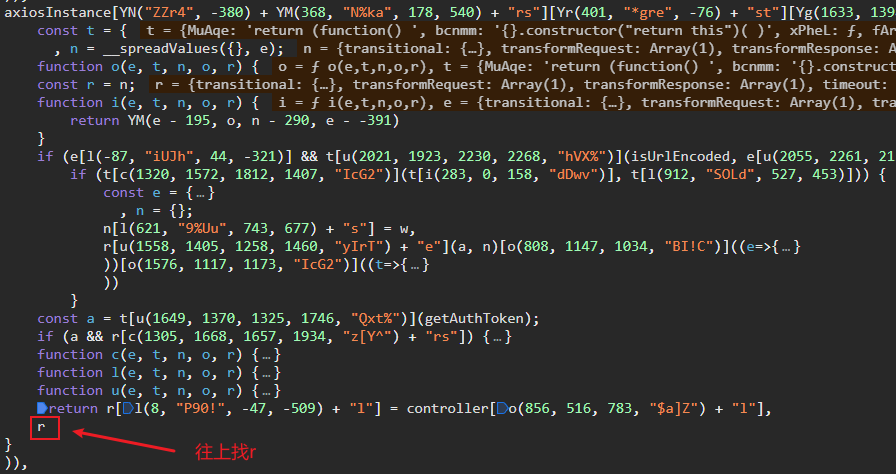 axiosInstance[YN("ZZr4", -380) + YM(368, "N%ka", 178, 540) + "rs"][Yr(401, "*gre", -76) + "st"][Yg(1633, 139
const t = { t = {MuAqe: 'return (function() ', bcnmm: '{}.constructor("return this")( )', xPheL: ƒ, fAr
, n = __spreadValues({}, e); n = {transitional: {…}, transformRequest: Array(1), transformResponse: A
function o(e, t, n, o, r) { o = ƒ o(e,t,n,o,r), t = {MuAqe: 'return (function() ', bcnmm: '{}.construct
const r = n; r = {transitional: {…}, transformRequest: Array(1), transformResponse: Array(1), timeout:
function i(e, t, n, o, r) { i = ƒ i(e,t,n,o,r), e = {transitional: {…}, transformRequest: Array(1), tra
return YM(e - 195, o, n - 290, e - -391)
}
if (e[l(-87, "iUJh", 44, -321)] && t[u(2021, 1923, 2230, 2268, "hVX%")](isUrlEncoded, e[u(2055, 2261, 21
if (t[c(1320, 1572, 1812, 1407, "IcG2")](t[i(283, 0, 158, "dDwv")], t[l(912, "SOLd", 527, 453)])) {
const e = {…}
, n = {};
n[l(621, "9%Uu", 743, 677) + "s"] = w,
r[u(1558, 1405, 1258, 1460, "yIrT") + "e"](a, n)[o(808, 1147, 1034, "BI!C")]((e=>{…}
))[o(1576, 1117, 1173, "IcG2")]((t=>{…}
))
}
const a = t[u(1649, 1370, 1325, 1746, "Qxt%")](getAuthToken);
if (a && r[c(1305, 1668, 1657, 1934, "z[Y^") + "rs"]) {…}
function c(e, t, n, o, r) {…}
function l(e, t, n, o, r) {…}
function u(e, t, n, o, r) {…}
return r[l(8, "P90!", -47, -509) + "l"] = controller[o(856, 516, 783, "$a]Z") + "l"],
r
往上找r
}
)),